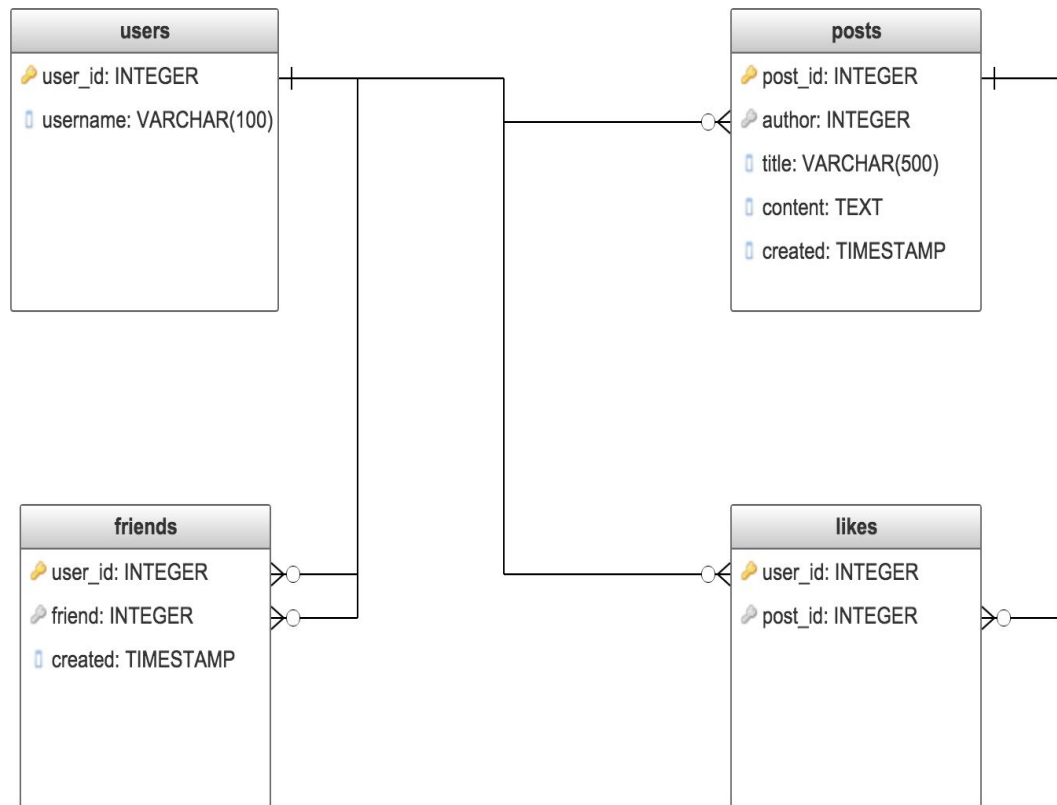 users
user_id: INTEGER
username: VARCHAR(100)
posts
post_id: INTEGER
author: INTEGER
title: VARCHAR(500)
content: TEXT
created: TIMESTAMP
friends
user_id: INTEGER
friend: INTEGER
created: TIMESTAMP
likes
user_id: INTEGER
post_id: INTEGER